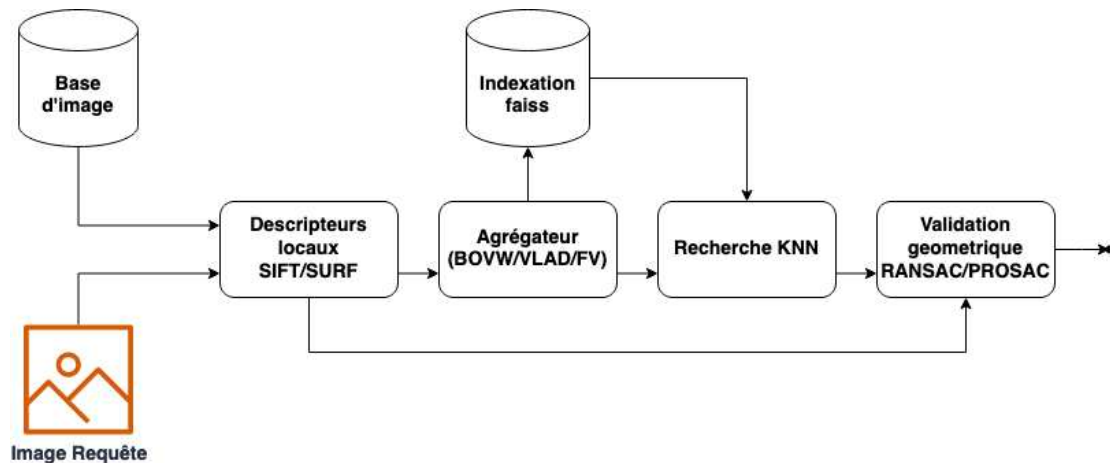 Base
d'image
Indexation
faiss
Descripteurs
locaux
SIFT/SURF
Agrégateur
(BOVW/VLAD/FV)
Recherche KNN
Validation
geometrique
RANSAC/PROSAC
Image Requête